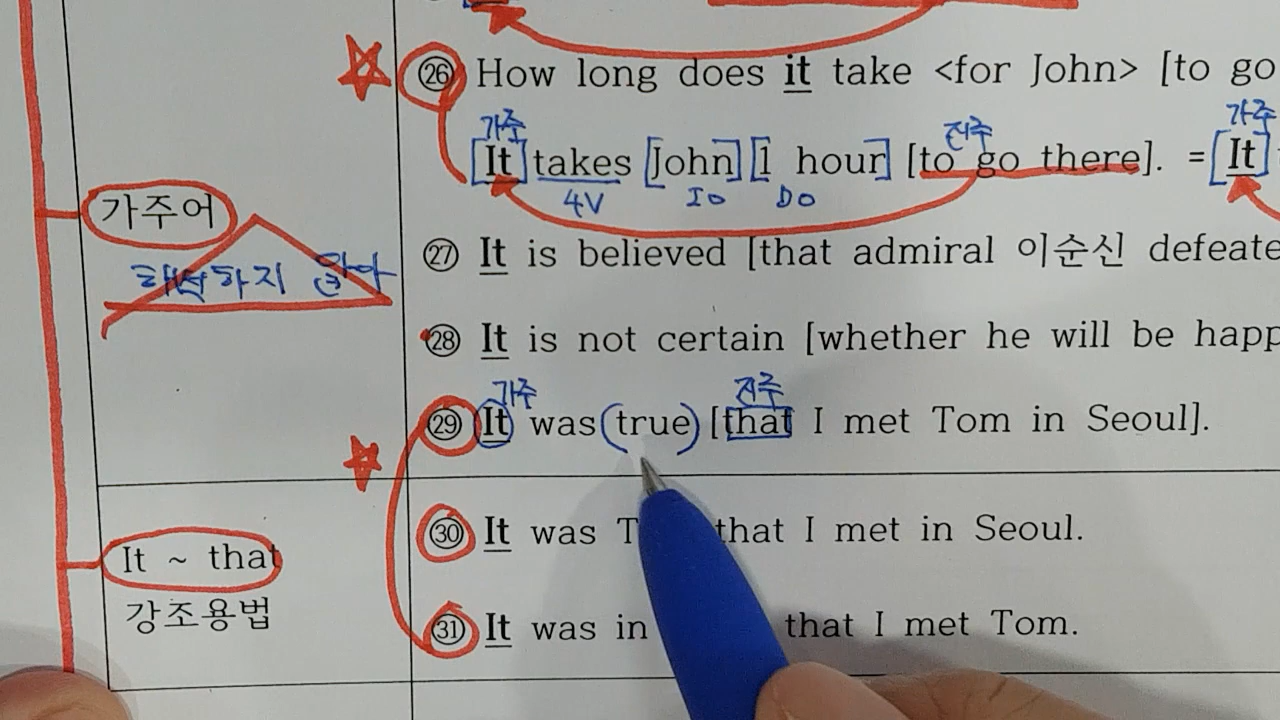 ㉖ How long does it take <for John> [to go
가주 진주 가주
[It] takes [John] [1 hour] [to go there]. = [It]
4V IO DO
가주어
해석하지 않아
㉗ It is believed [that admiral 이순신 defeate
㉘ It is not certain [whether he will be happ
가주 진주
㉙ It was (true) [that I met Tom in Seoul].
It ~ that
강조용법
㉚ It was T that I met in Seoul.
㉛ It was in that I met Tom.